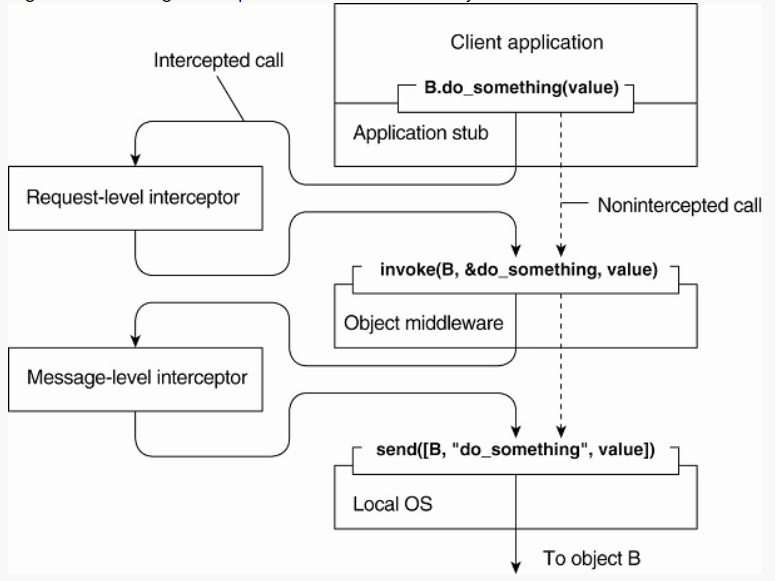 Client application
Intercepted call
B.do_something(value)
Application stub
Request-level interceptor
Nonintercepted call
invoke(B, &do_something, value)
Object middleware
Message-level interceptor
send([B, "do_something", value])
Local OS
To object B